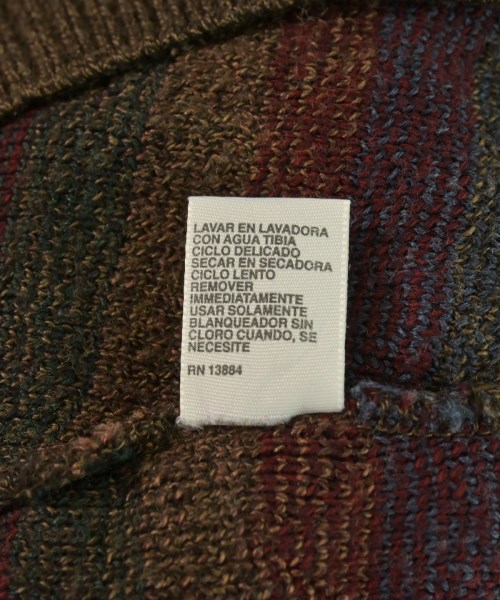 LAVAR EN LAVADORA
CON AGUA TIBIA
CICLO DELICADO
SECAR EN SECADORA
CICLO LENTO
REMOVER
IMMEDIATAMENTE
USAR SOLAMENTE
BLANQUEADOR SIN
CLORO CUANDO, SE
NECESITE
RN 13884